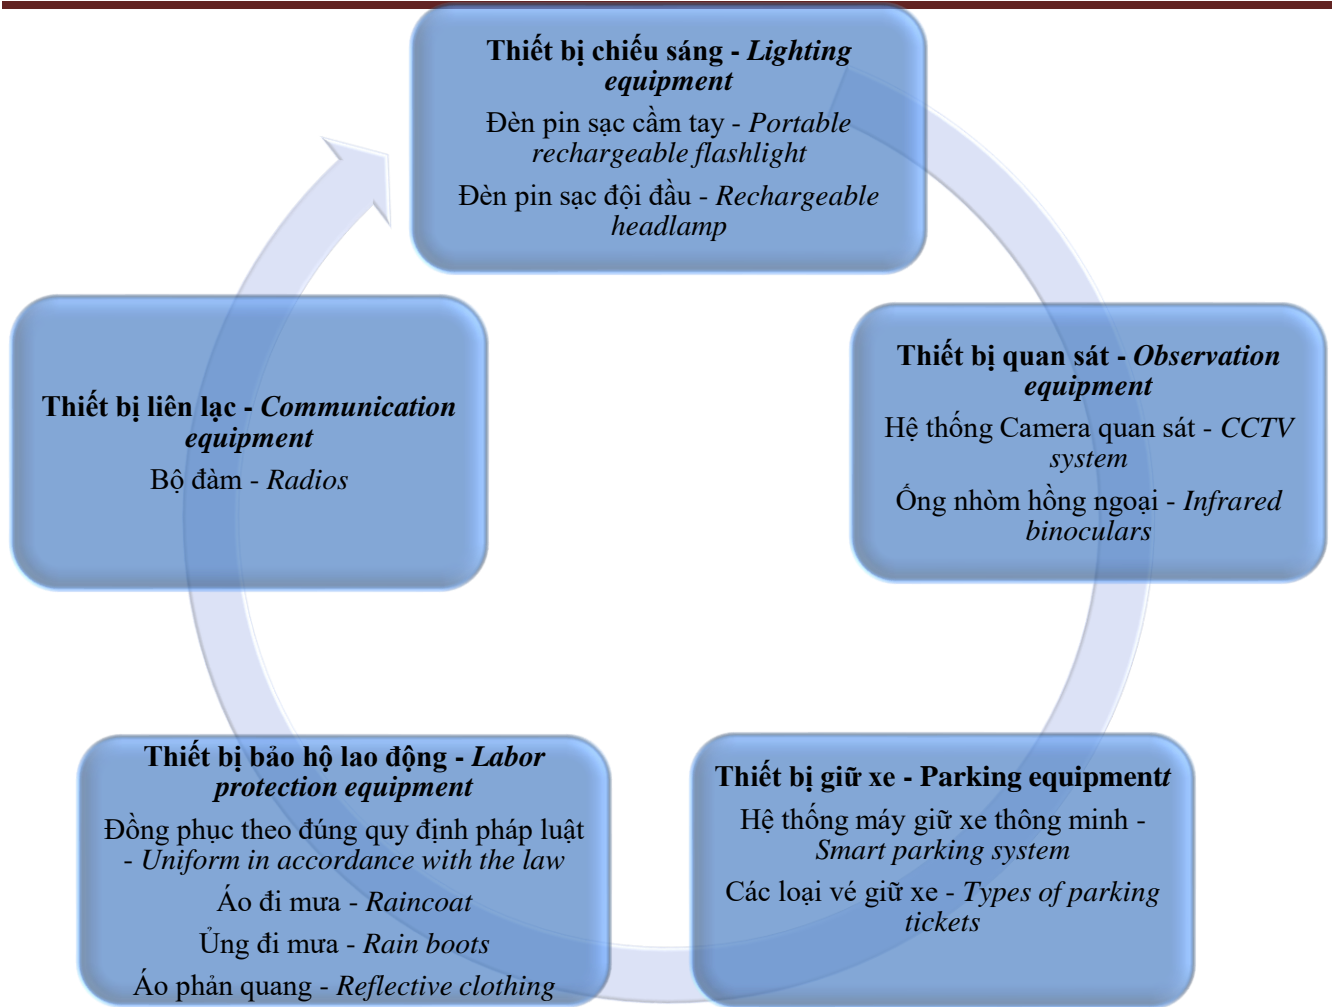 Thiết bị chiếu sáng - Lighting
equipment
Đèn pin sạc cầm tay - Portable
rechargeable flashlight
Đèn pin sạc đội đầu - Rechargeable
headlamp
Thiết bị quan sát - Observation
equipment
Hệ thống Camera quan sát - CCTV
system
Ống nhòm hồng ngoại - Infrared
binoculars
Thiết bị giữ xe - Parking equipmentt
Hệ thống máy giữ xe thông minh -
Smart parking system
Các loại vé giữ xe - Types of parking
tickets
Thiết bị bảo hộ lao động - Labor
protection equipment
Đồng phục theo đúng quy định pháp luật
- Uniform in accordance with the law
Áo đi mưa - Raincoat
Ủng đi mưa - Rain boots
Áo phản quang - Reflective clothing
Thiết bị liên lạc - Communication
equipment
Bộ đàm - Radios